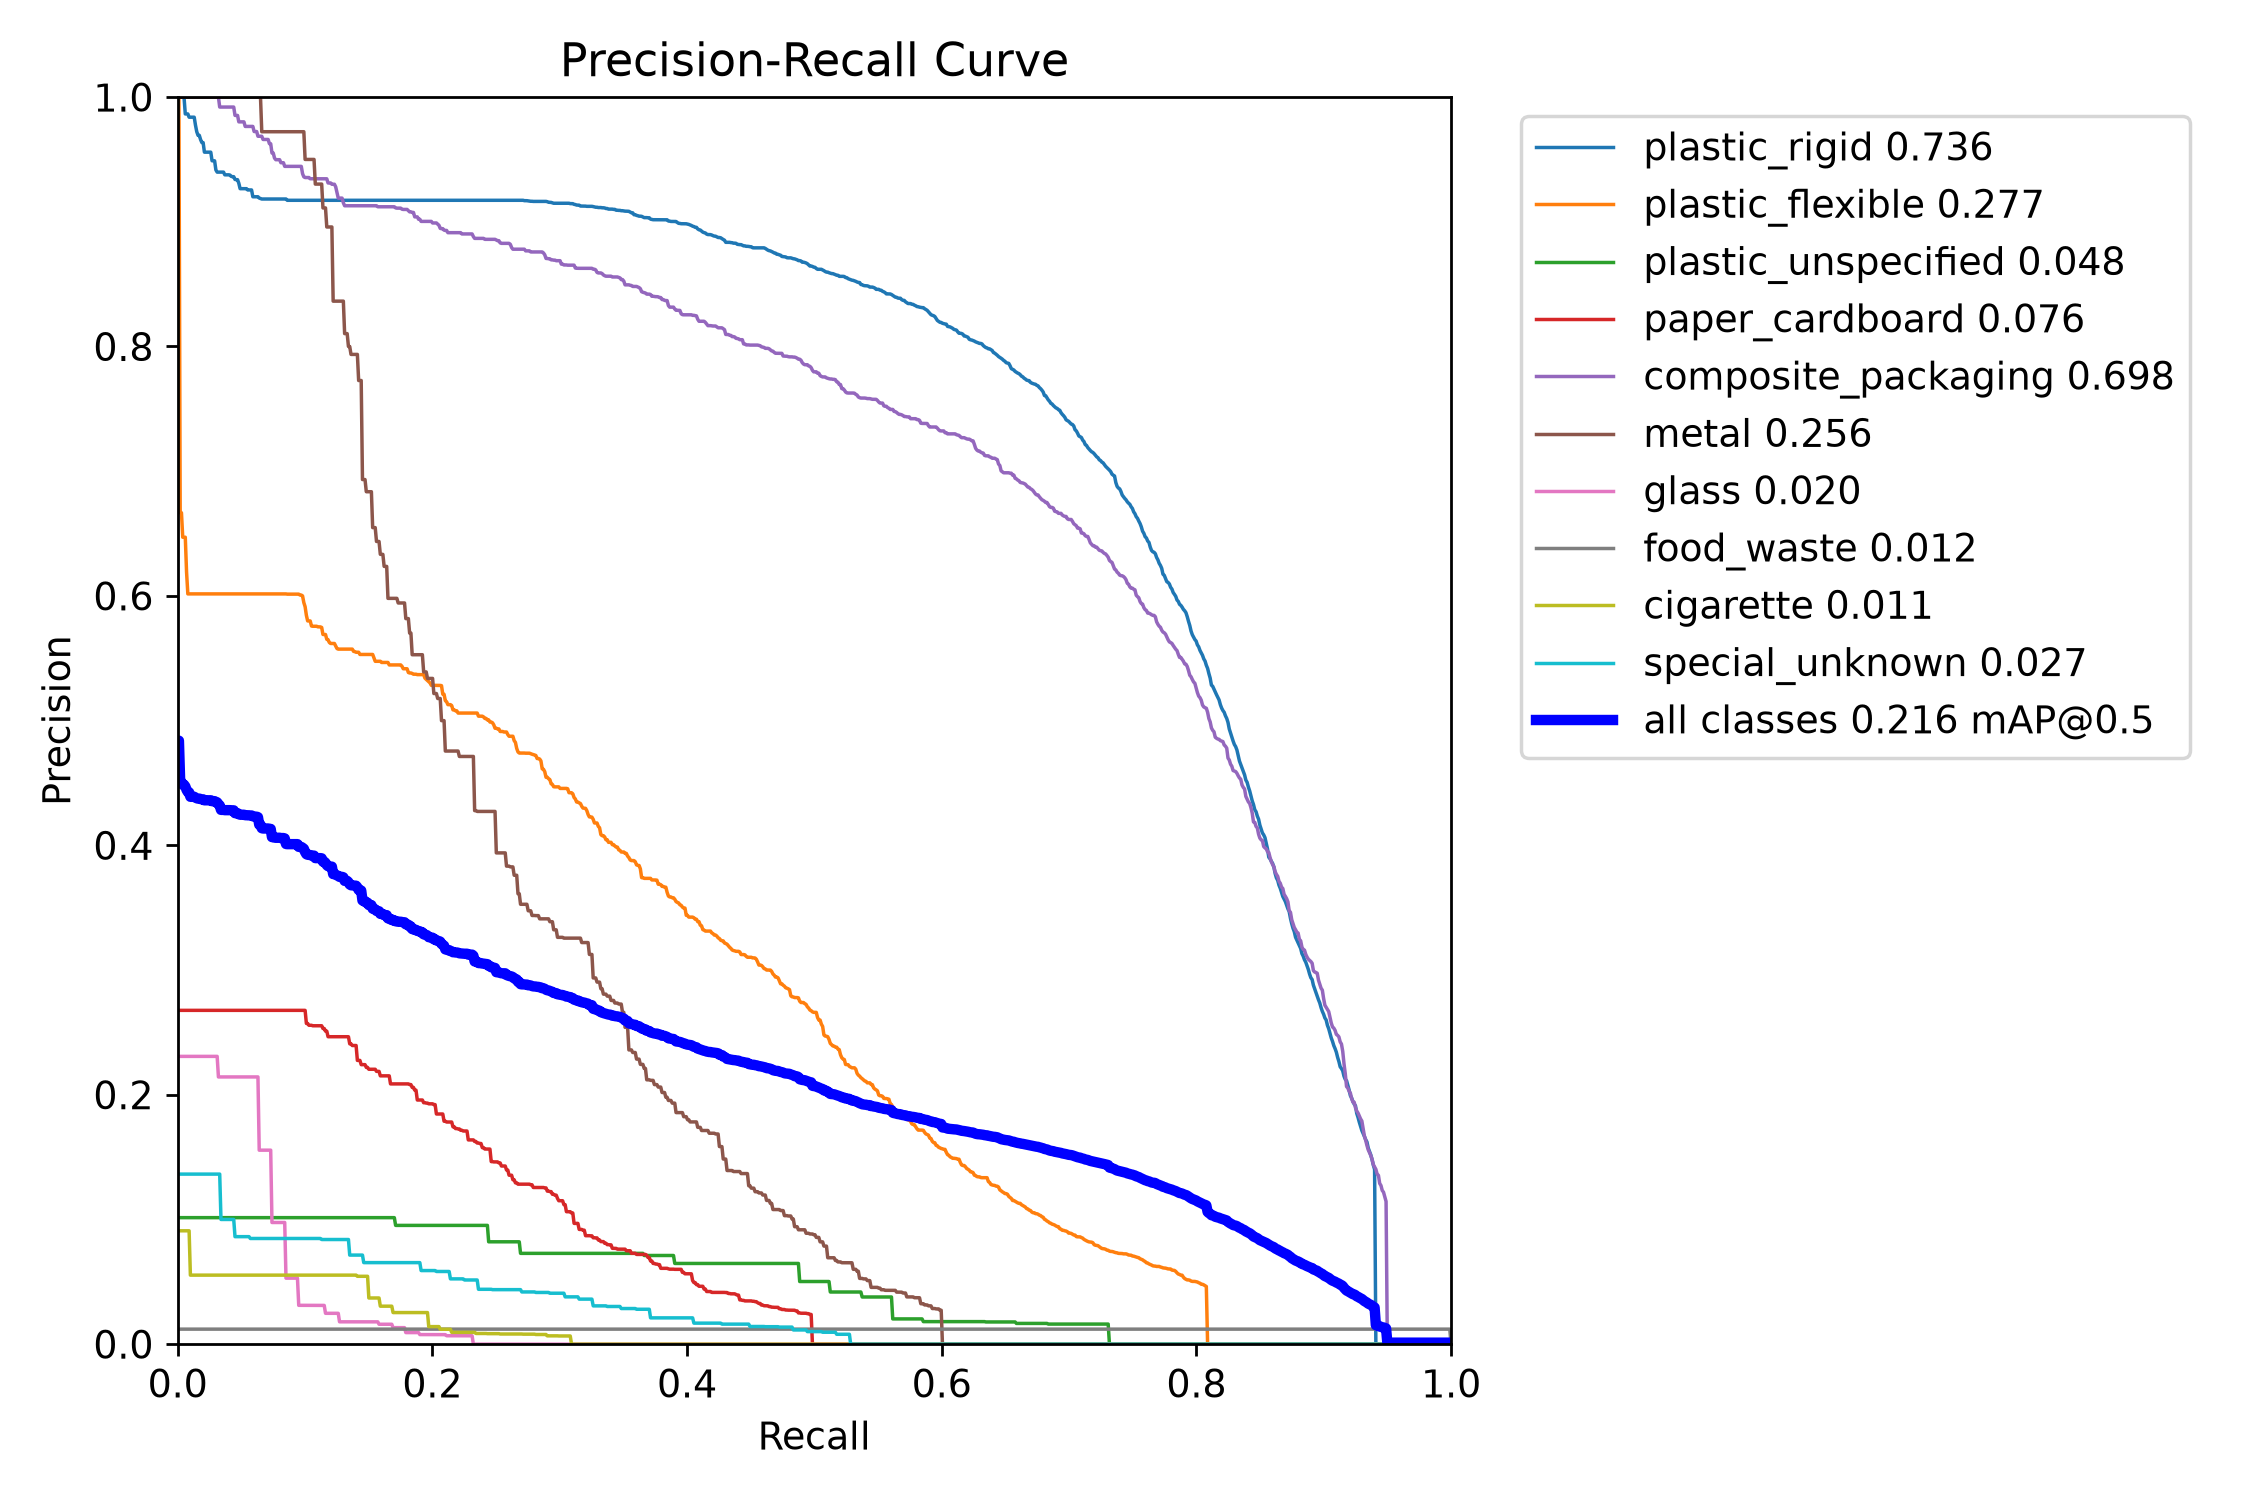 Precision-Recall Curve
1.0
0.8
0.6
0.4
0.2
0.0
Precision
0.0 0.2 0.4 0.6 0.8 1.0
Recall
plastic_rigid 0.736
plastic_flexible 0.277
plastic_unspecified 0.048
paper_cardboard 0.076
composite_packaging 0.698
metal 0.256
glass 0.020
food_waste 0.012
cigarette 0.011
special_unknown 0.027
all classes 0.216 mAP@0.5